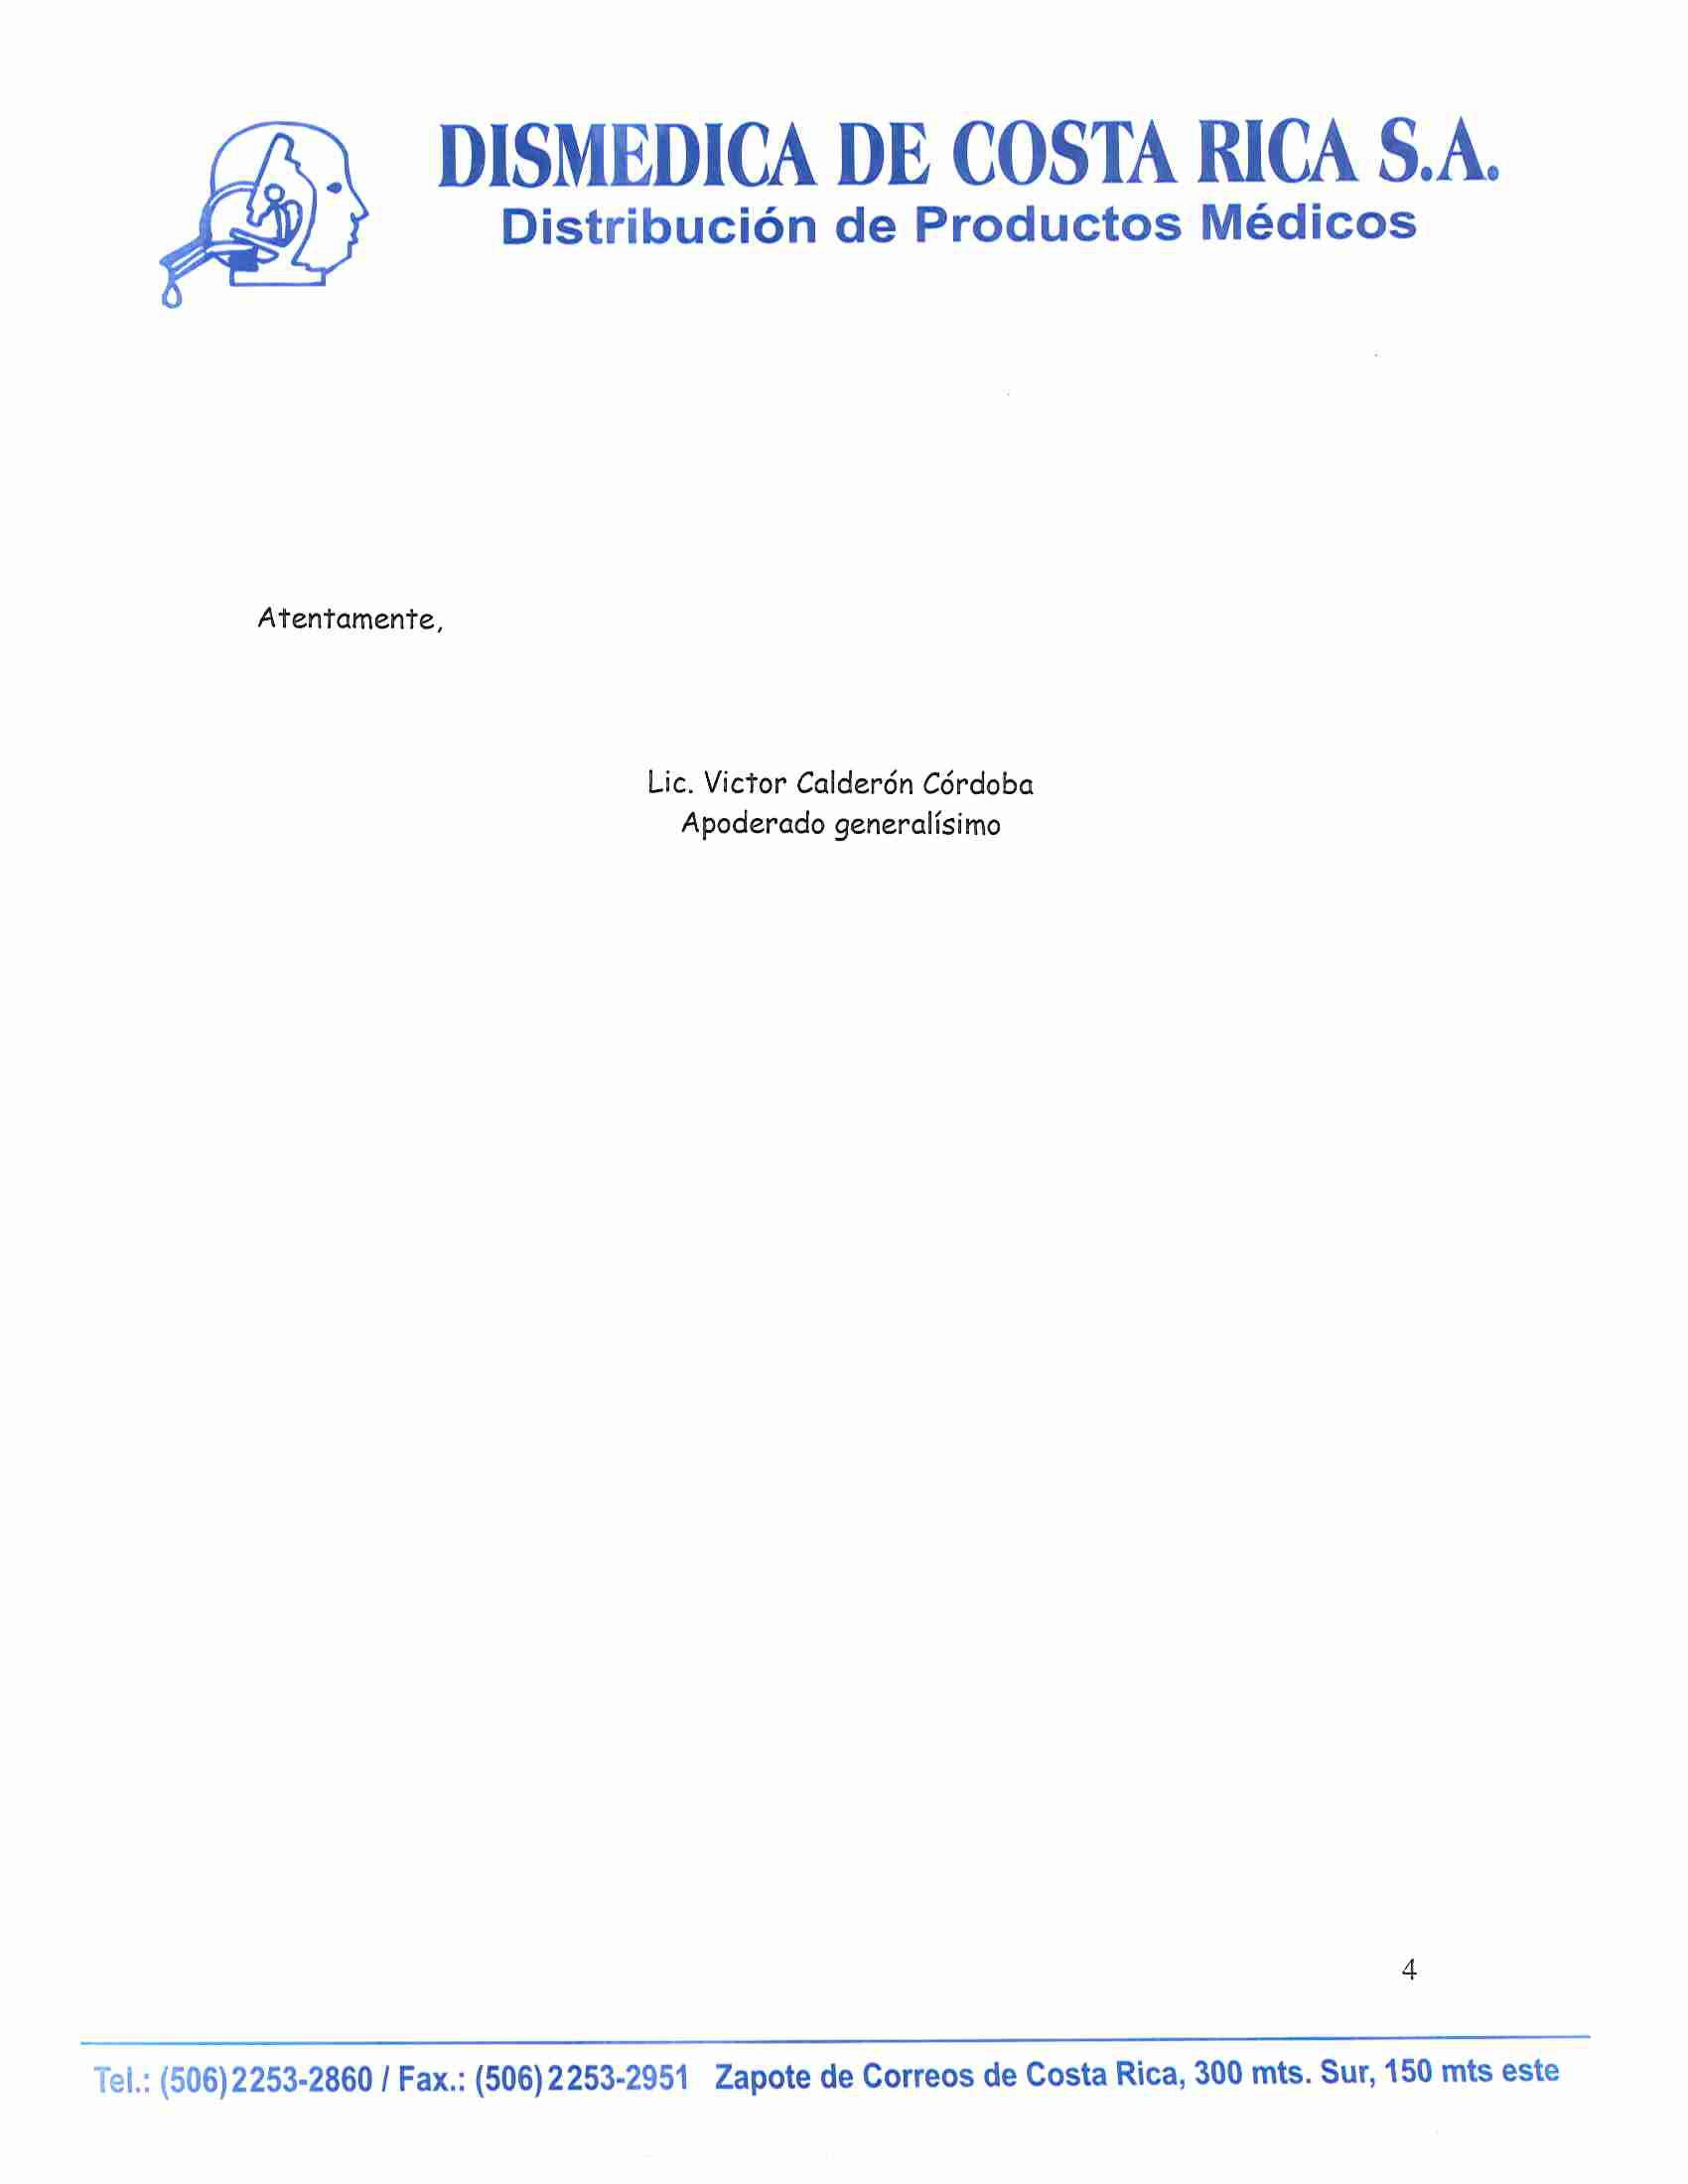 DISMEDICA DE COSTA RICA S.A.
Distribución de Productos Médicos
Atentamente,
Lic. Victor Calderón Córdoba
Apoderado generalísimo
4
Tel.: (506)2253-2860 / Fax.: (506)2253-2951 Zapote de Correos de Costa Rica, 300 mts. Sur, 150 mts este